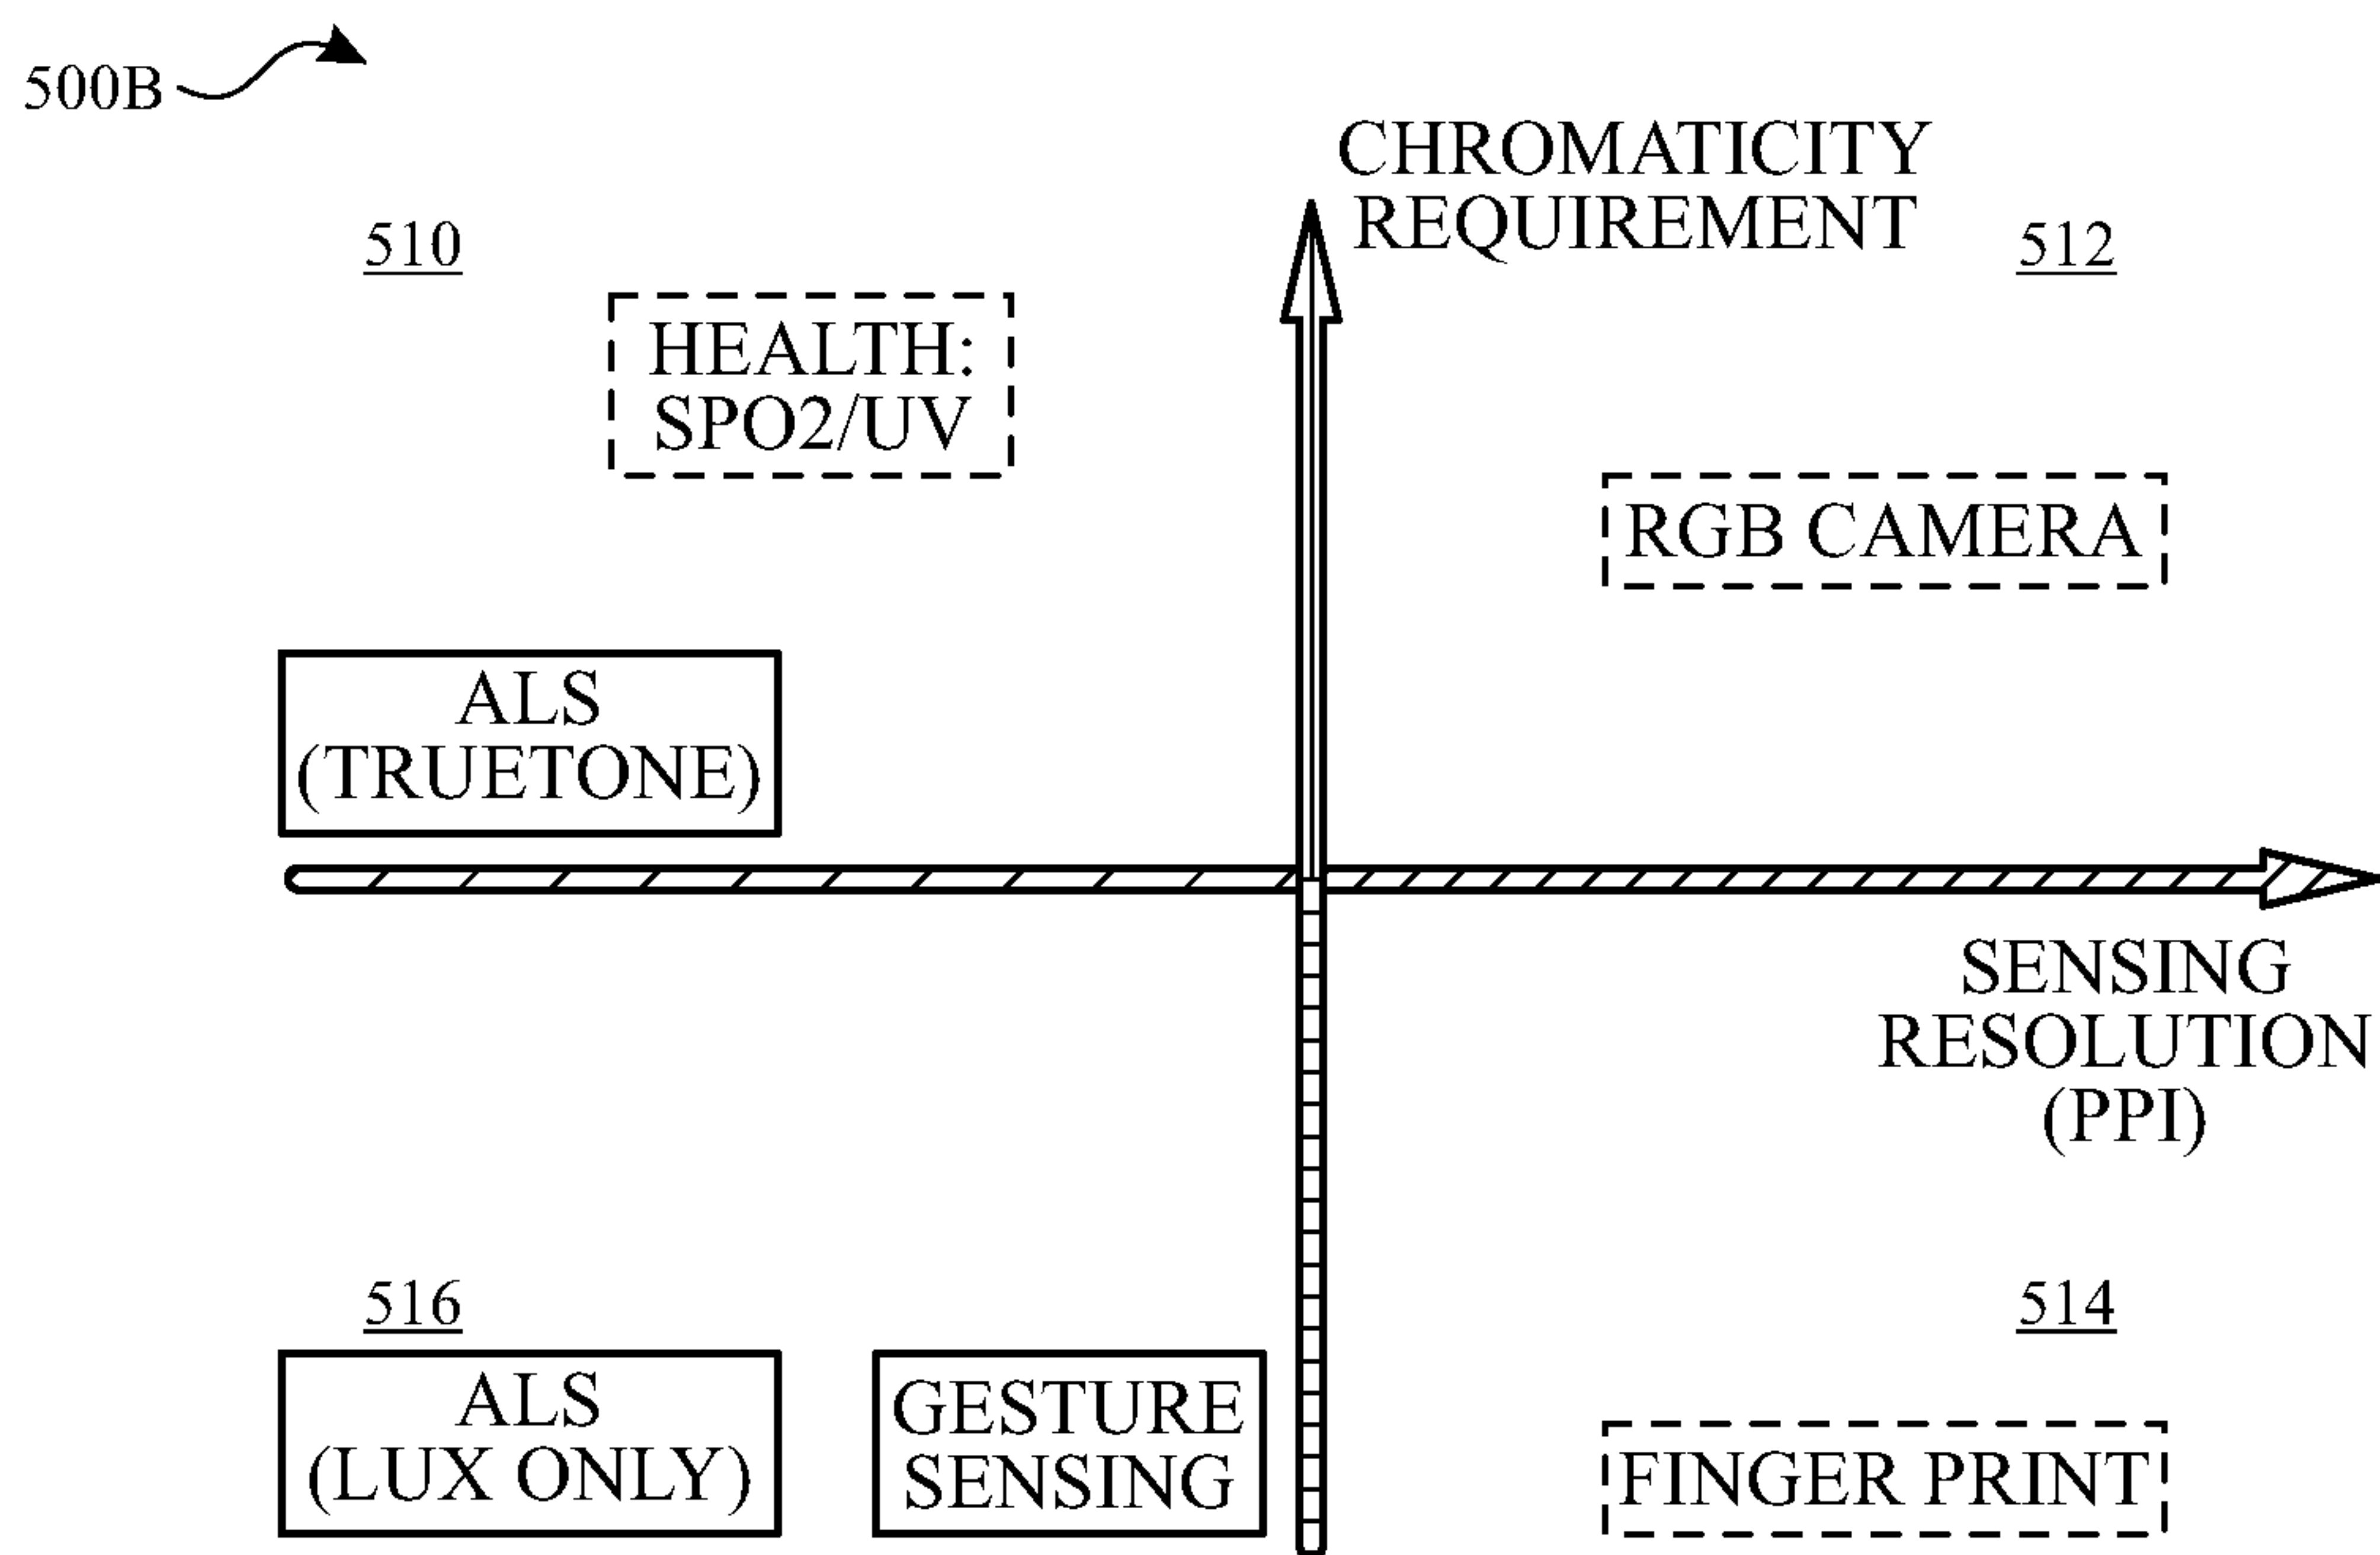 500B
CHROMATICITY
REQUIREMENT
510
512
HEALTH:
SPO2/UV
RGB CAMERA
ALS
(TRUETONE)
SENSING
RESOLUTION
(PPI)
516
514
ALS
(LUX ONLY)
GESTURE
SENSING
FINGER PRINT